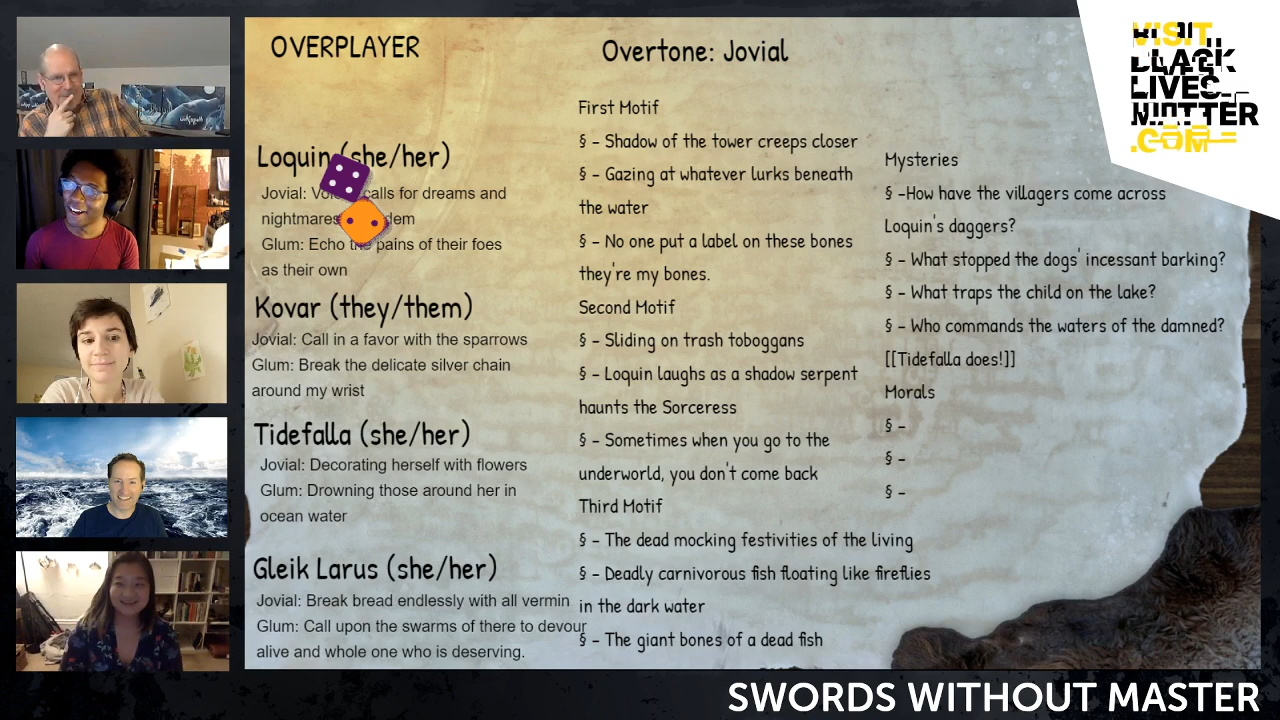 OVERPLAYER
Loquin (she/her)
Jovial: calls for dreams and
nightmares
Glum: Echo the pains of their foes
as their own
Kovar (they/them)
Jovial: Call in a favor with the sparrows
Glum: Break the delicate silver chain
around my wrist
Tidefalla (she/her)
Jovial: Decorating herself with flowers
Glum: Drowning those around her in
ocean water
Gleik Larus (she/her)
Jovial: Break bread endlessly with all vermin
Glum: Call upon the swarms of there to devour
alive and whole one who is deserving.
Overtone: Jovial
First Motif
§ - Shadow of the tower creeps closer
§ - Gazing at whatever lurks beneath
the water
§ - No one put a label on these bones
they're my bones.
Second Motif
§ - Sliding on trash toboggans
§ - Loquin laughs as a shadow serpent
haunts the Sorceress
§ - Sometimes when you go to the
underworld, you don't come back
Third Motif
§ - The dead mocking festivities of the living
§ - Deadly carnivorous fish floating like fireflies
in the dark water
§ - The giant bones of a dead fish
Mysteries
§ -How have the villagers come across
Loquin's daggers?
§ - What stopped the dogs' incessant barking?
§ - What traps the child on the lake?
§ - Who commands the waters of the damned?
[[Tidefalla does!]]
Morals
§ -
§ -
§ -
VISIT
BLACK
LIVES
MATTER
.COM
SWORDS WITHOUT MASTER